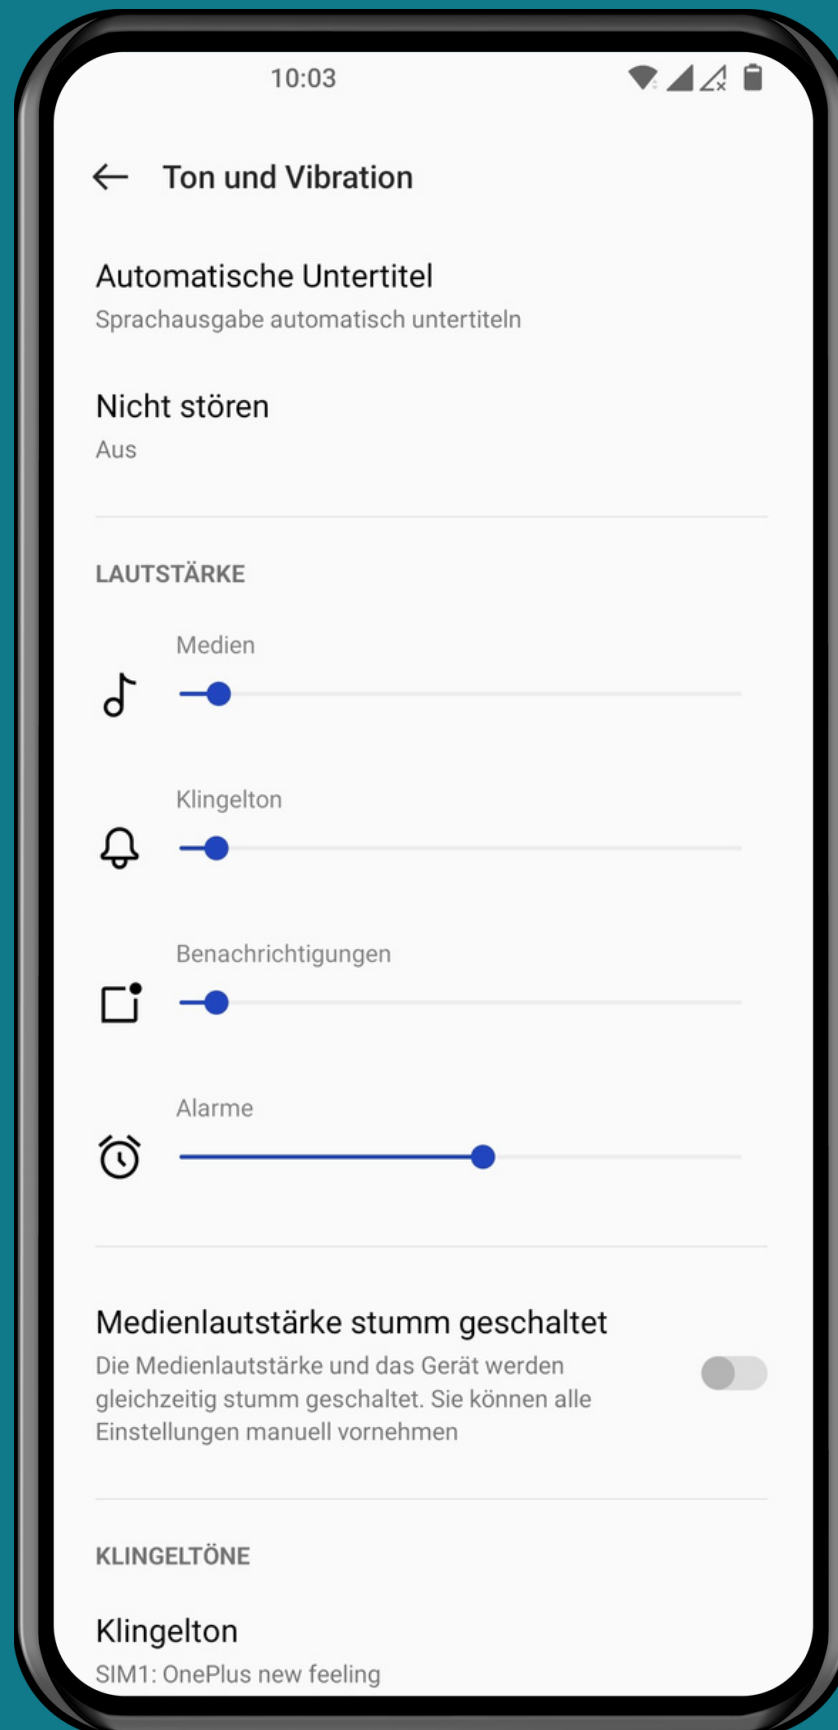 10:03
Ton und Vibration
Automatische Untertitel
Sprachausgabe automatisch untertiteln
Nicht stören
Aus
LAUTSTÄRKE
Medien
Klingelton
Benachrichtigungen
Alarme
Medienlautstärke stumm geschaltet
Die Medienlautstärke und das Gerät werden
gleichzeitig stumm geschaltet. Sie können alle
Einstellungen manuell vornehmen
KLINGELTÖNE
Klingelton
SIM1: OnePlus new feeling